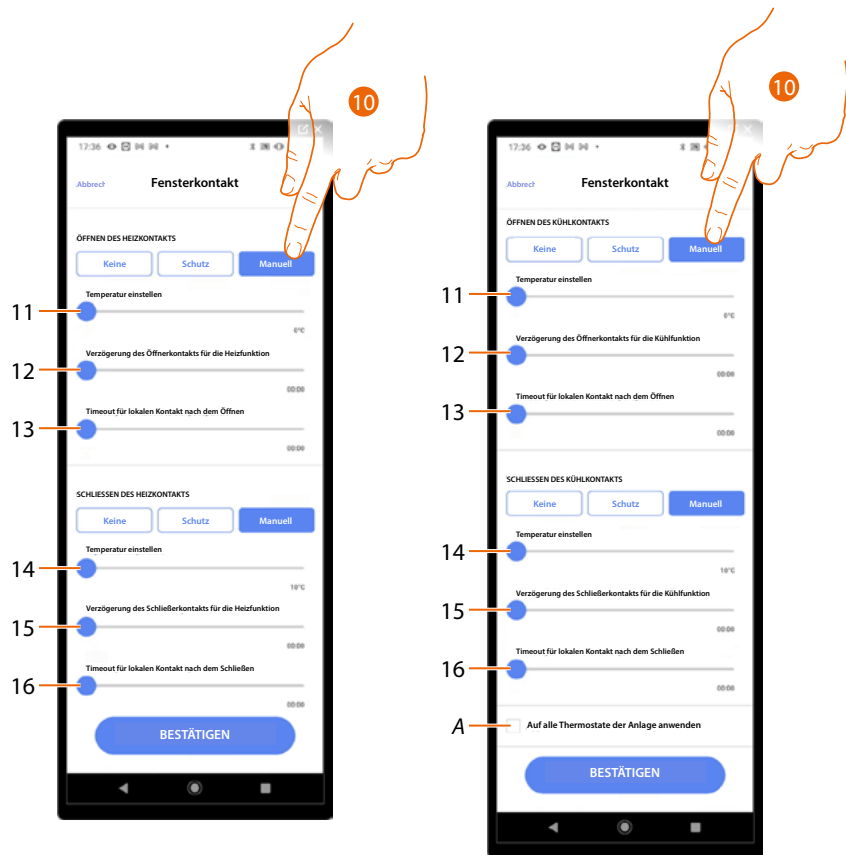 10
17:36
Abbrecl
Fensterkontakt
ÖFFNEN DES HEIZKONTAKTS
Keine
Schutz
Manuell
11
Temperatur einstellen
0°C
12
Verzögerung des Öffnerkontakts für die Heizfunktion
00:00
13
Timeout für lokalen Kontakt nach dem Öffnen
00:00
SCHLIESSEN DES HEIZKONTAKTS
Keine
Schutz
Manuell
14
Temperatur einstellen
10°C
15
Verzögerung des Schließerkontakts für die Heizfunktion
00:00
16
Timeout für lokalen Kontakt nach dem Schließen
00:00
BESTÄTIGEN
10
17:36
Abbrecl
Fensterkontakt
ÖFFNEN DES KÜHLKONTAKTS
Keine
Schutz
Manuell
11
Temperatur einstellen
0°C
12
Verzögerung des Öffnerkontakts für die Kühlfunktion
00:00
13
Timeout für lokalen Kontakt nach dem Öffnen
00:00
SCHLIESSEN DES KÜHLKONTAKTS
Keine
Schutz
Manuell
14
Temperatur einstellen
10°C
15
Verzögerung des Schließerkontakts für die Kühlfunktion
00:00
16
Timeout für lokalen Kontakt nach dem Schließen
00:00
A
Auf alle Thermostate der Anlage anwenden
BESTÄTIGEN